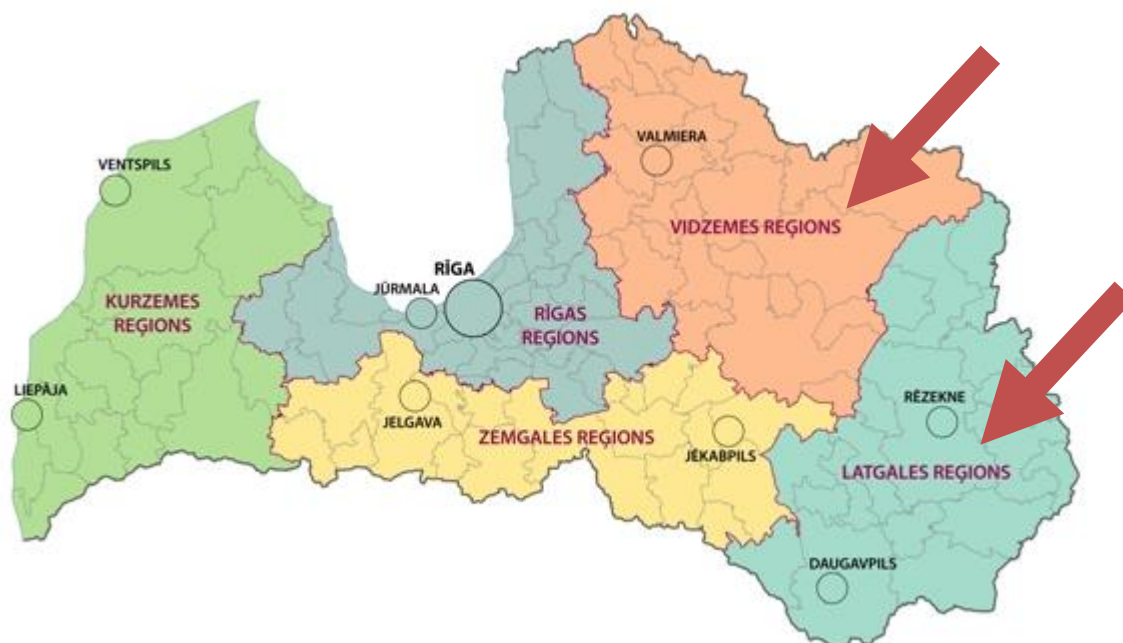 VENTSPILS
VALMIERA
VIDZEMES REĢIONS
RĪGA
JŪRMALA
KURZEMES
REĢIONS
RĪGAS
REĢIONS
LIEPĀJA
RĒZEKNE
JELGAVA
ZEMGALES REĢIONS
JĒKABPILS
LATGALES REĢIONS
DAUGAVPILS